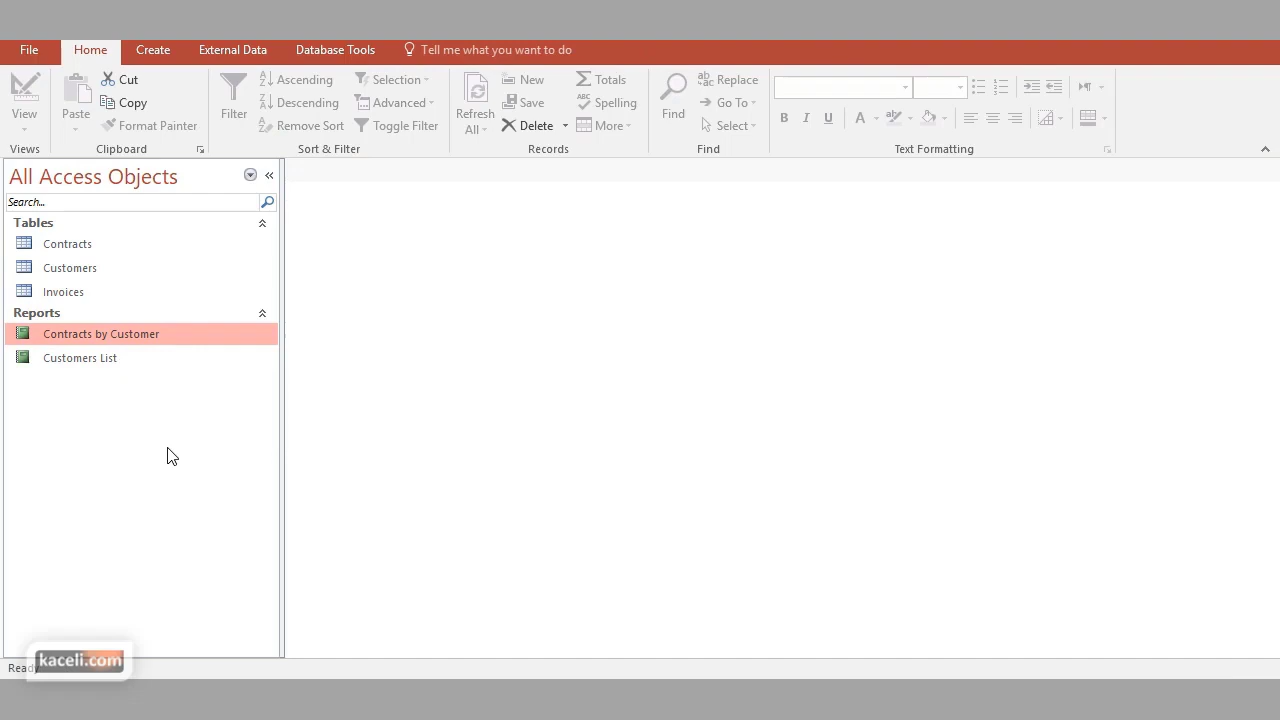 File Home Create External Data Database Tools Tell me what you want to do
View
Views
Paste
Cut
Copy
Format Painter
Clipboard
Filter
Ascending
Descending
Remove Sort
Selection
Advanced
Toggle Filter
Sort & Filter
Refresh All
New
Save
Delete
Totals
Spelling
More
Records
Find
Replace
Go To
Select
Find
B I U A ab
Text Formatting
All Access Objects
Search...
Tables
Contracts
Customers
Invoices
Reports
Contracts by Customer
Customers List
kaceli.com
Ready